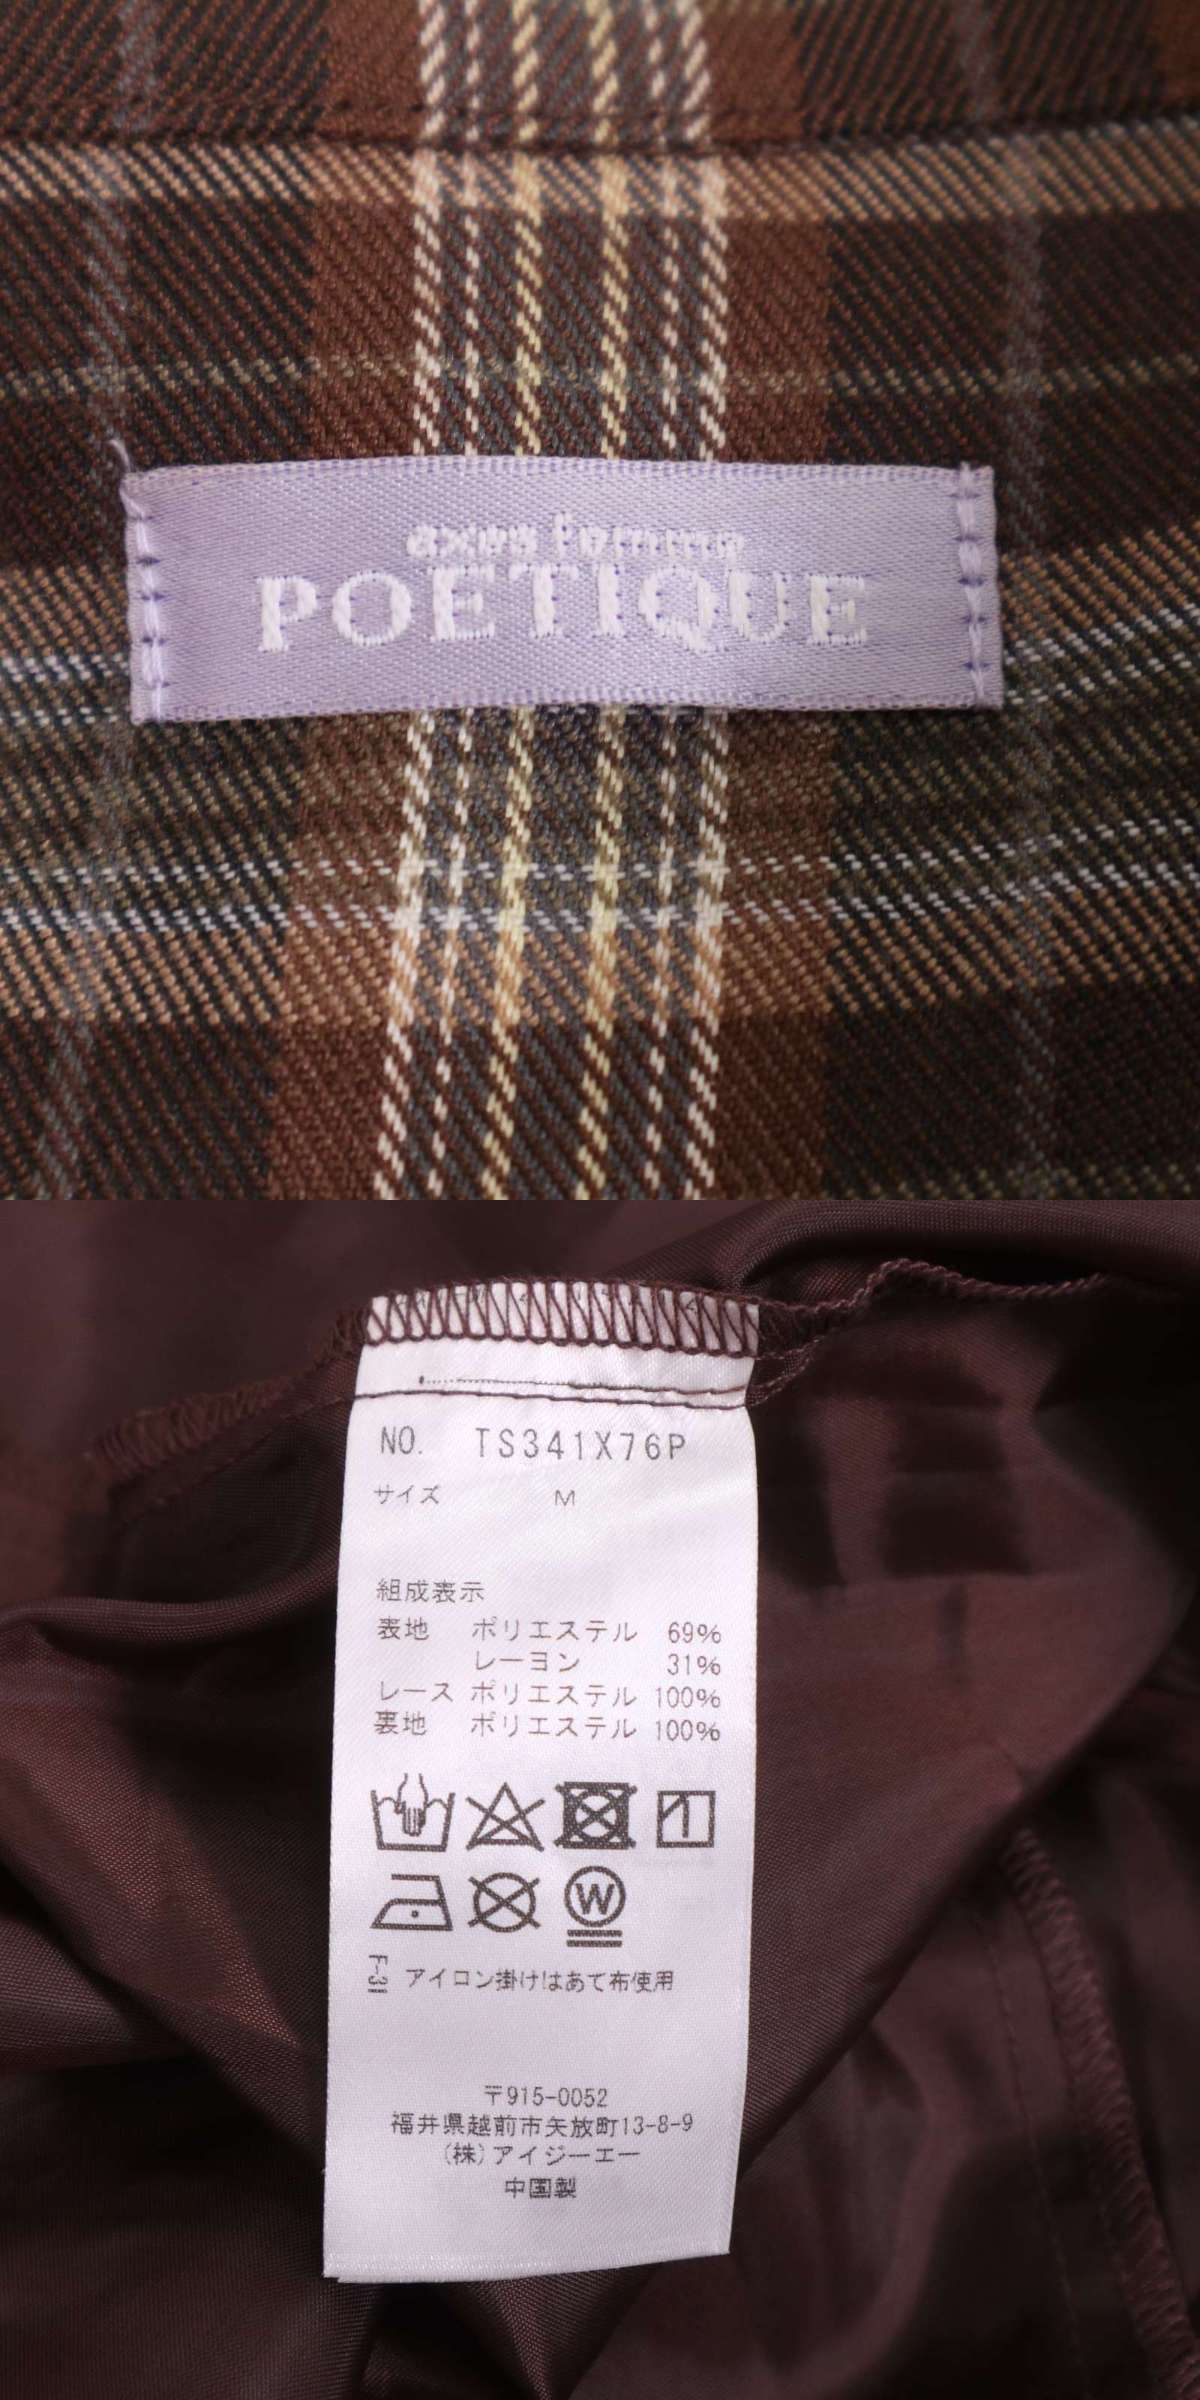 axes femme
POETIQUE
NO. TS341X76P
サイズ M
組成表示
表地 ポリエステル 69%
レーヨン 31%
レース ポリエステル 100%
裏地 ポリエステル 100%
W
F-31 アイロン掛けはあて布使用
〒915-0052
福井県越前市矢放町13-8-9
(株)アイジーエー
中国製